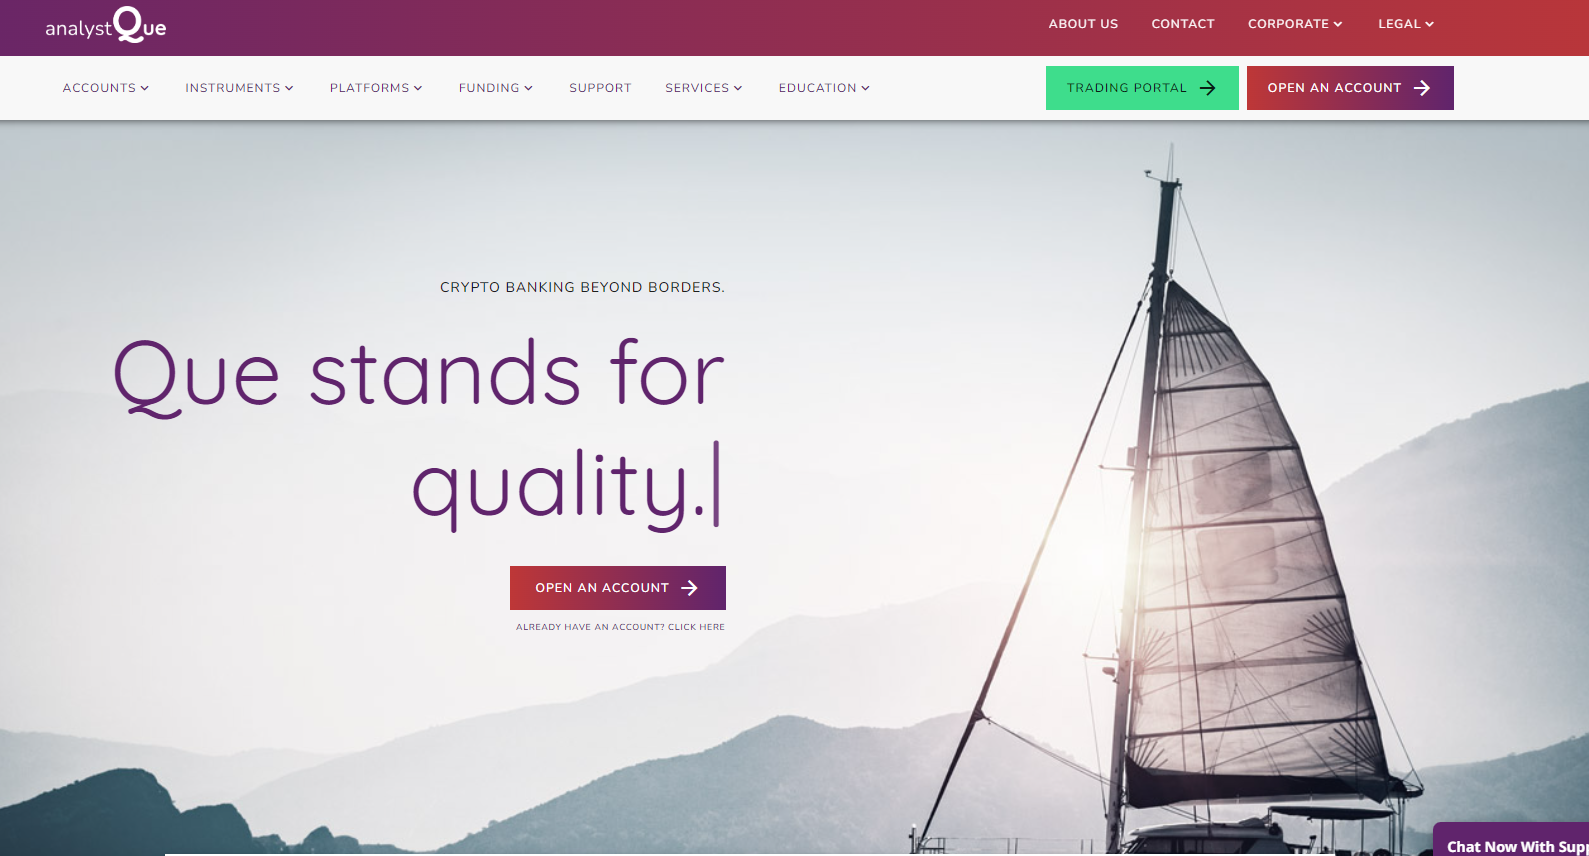 analystQue
ABOUT US CONTACT CORPORATE LEGAL
ACCOUNTS INSTRUMENTS PLATFORMS FUNDING SUPPORT SERVICES EDUCATION TRADING PORTAL OPEN AN ACCOUNT
CRYPTO BANKING BEYOND BORDERS.
Que stands for
quality.
OPEN AN ACCOUNT
ALREADY HAVE AN ACCOUNT? CLICK HERE
Chat Now With Supp